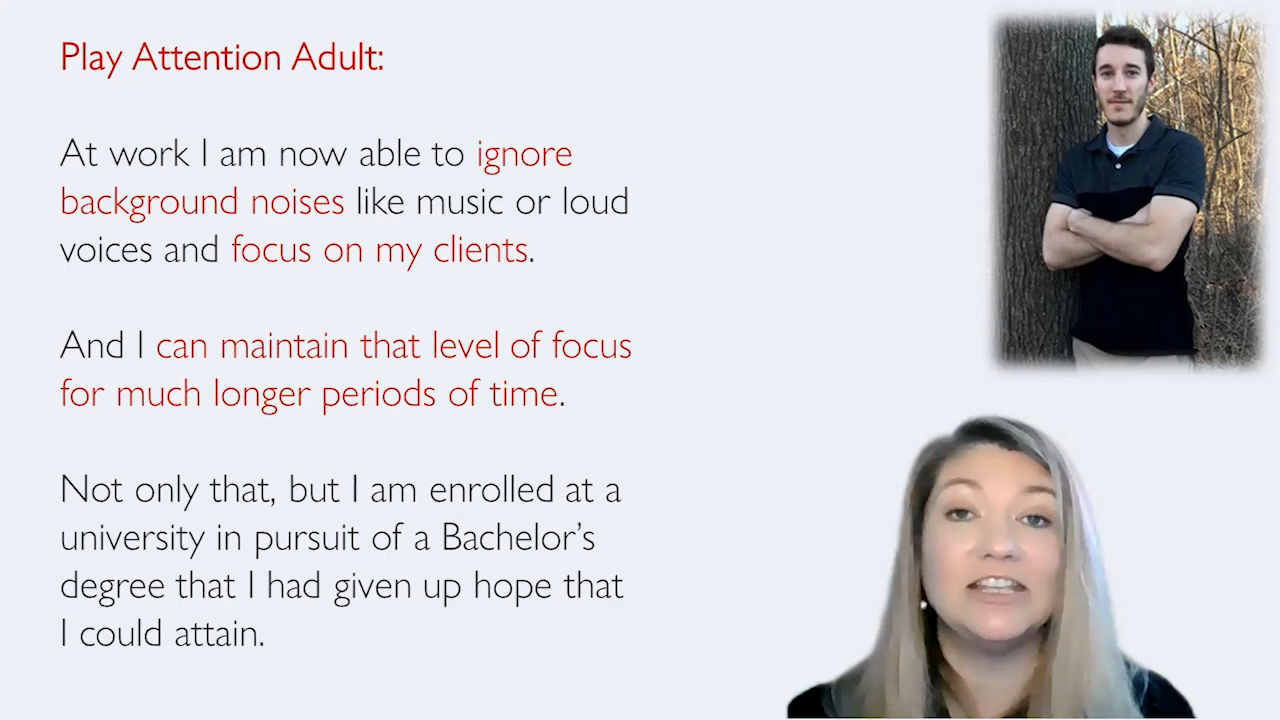 Play Attention Adult:
At work I am now able to ignore
background noises like music or loud
voices and focus on my clients.
And I can maintain that level of focus
for much longer periods of time.
Not only that, but I am enrolled at a
university in pursuit of a Bachelor’s
degree that I had given up hope that
I could attain.